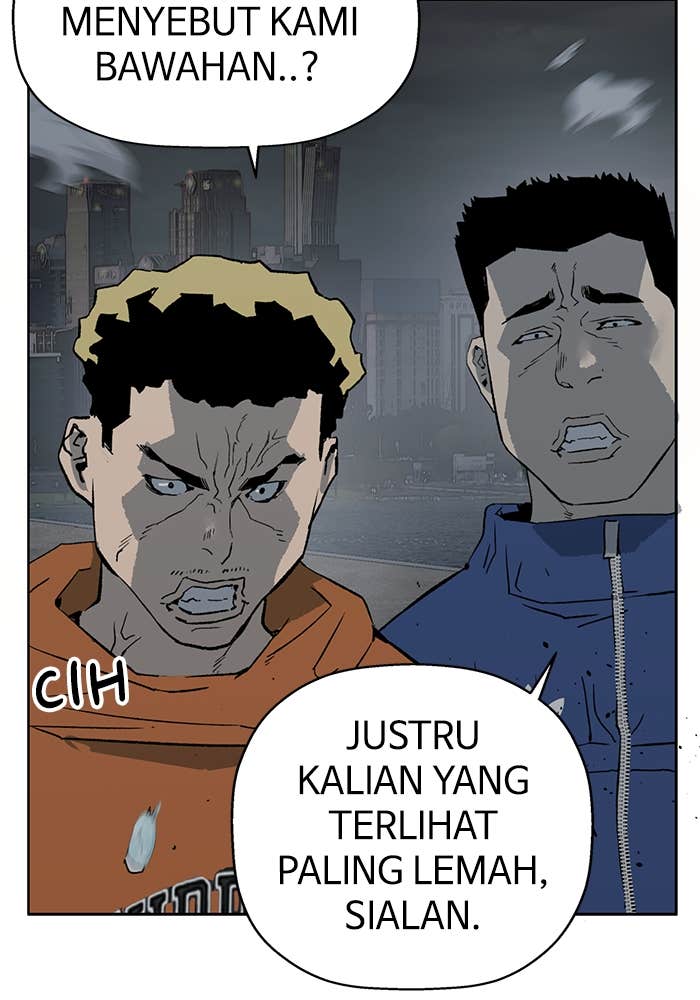 MENYEBUT KAMI
BAWAHAN..?
CIH
JUSTRU
KALIAN YANG
TERLIHAT
PALING LEMAH,
SIALAN.